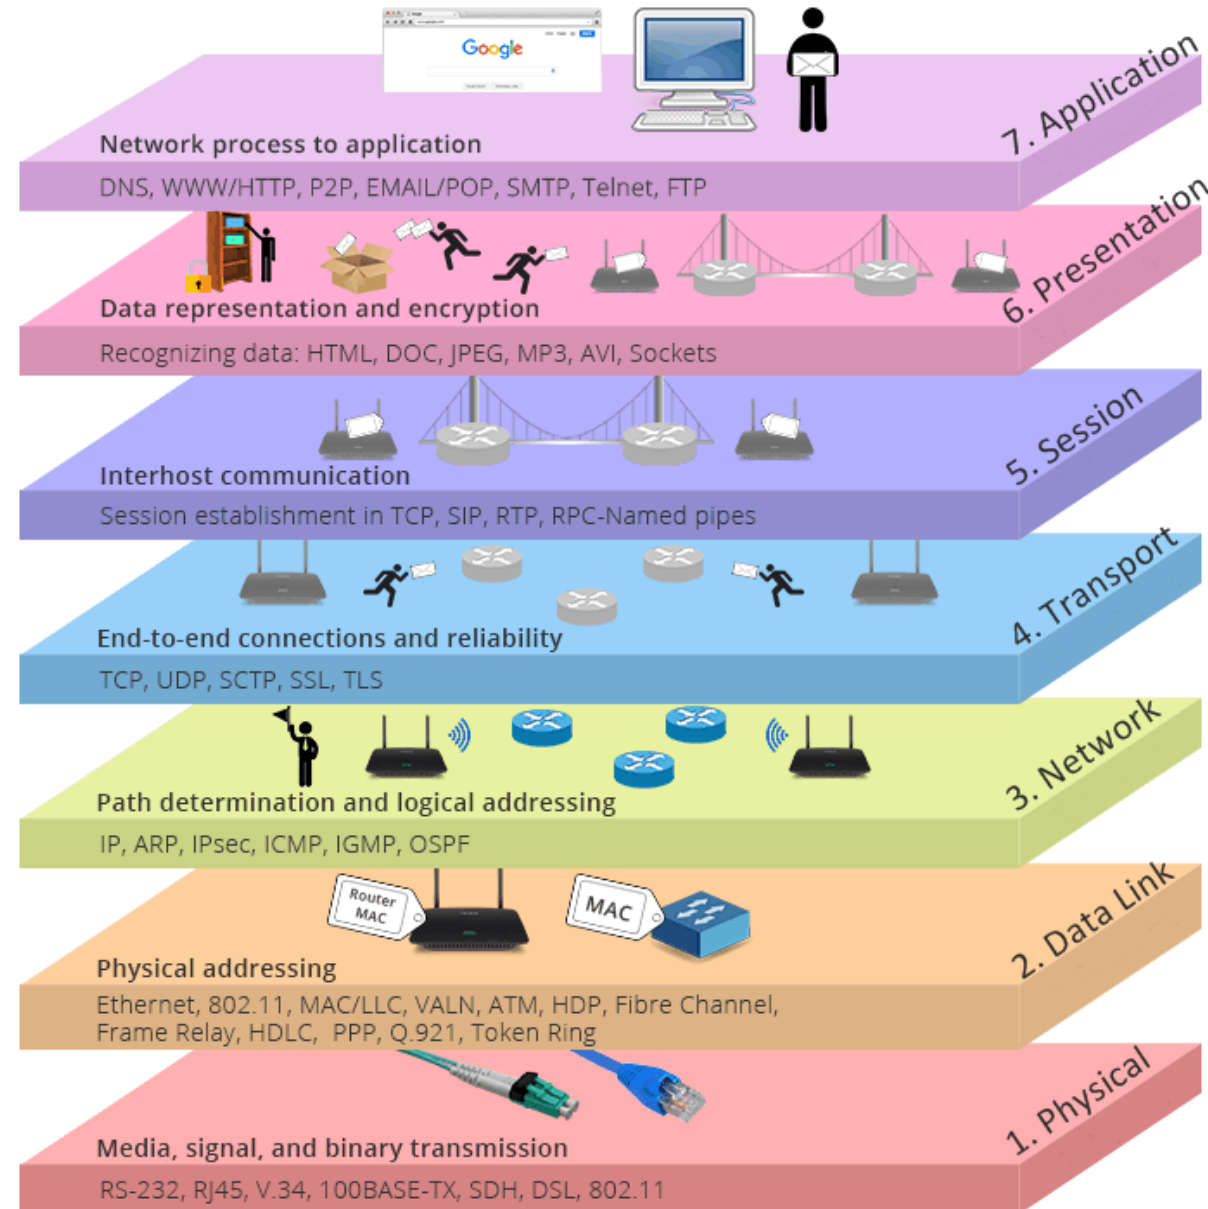 Google
7. Application
Network process to application
DNS, WWW/HTTP, P2P, EMAIL/POP, SMTP, Telnet, FTP
6. Presentation
Data representation and encryption
Recognizing data: HTML, DOC, JPEG, MP3, AVI, Sockets
5. Session
Interhost communication
Session establishment in TCP, SIP, RTP, RPC-Named pipes
4. Transport
End-to-end connections and reliability
TCP, UDP, SCTP, SSL, TLS
3. Network
Path determination and logical addressing
IP, ARP, IPsec, ICMP, IGMP, OSPF
Router
MAC
MAC
2. Data Link
Physical addressing
Ethernet, 802.11, MAC/LLC, VALN, ATM, HDP, Fibre Channel,
Frame Relay, HDLC, PPP, Q.921, Token Ring
1. Physical
Media, signal, and binary transmission
RS-232, RJ45, V.34, 100BASE-TX, SDH, DSL, 802.11